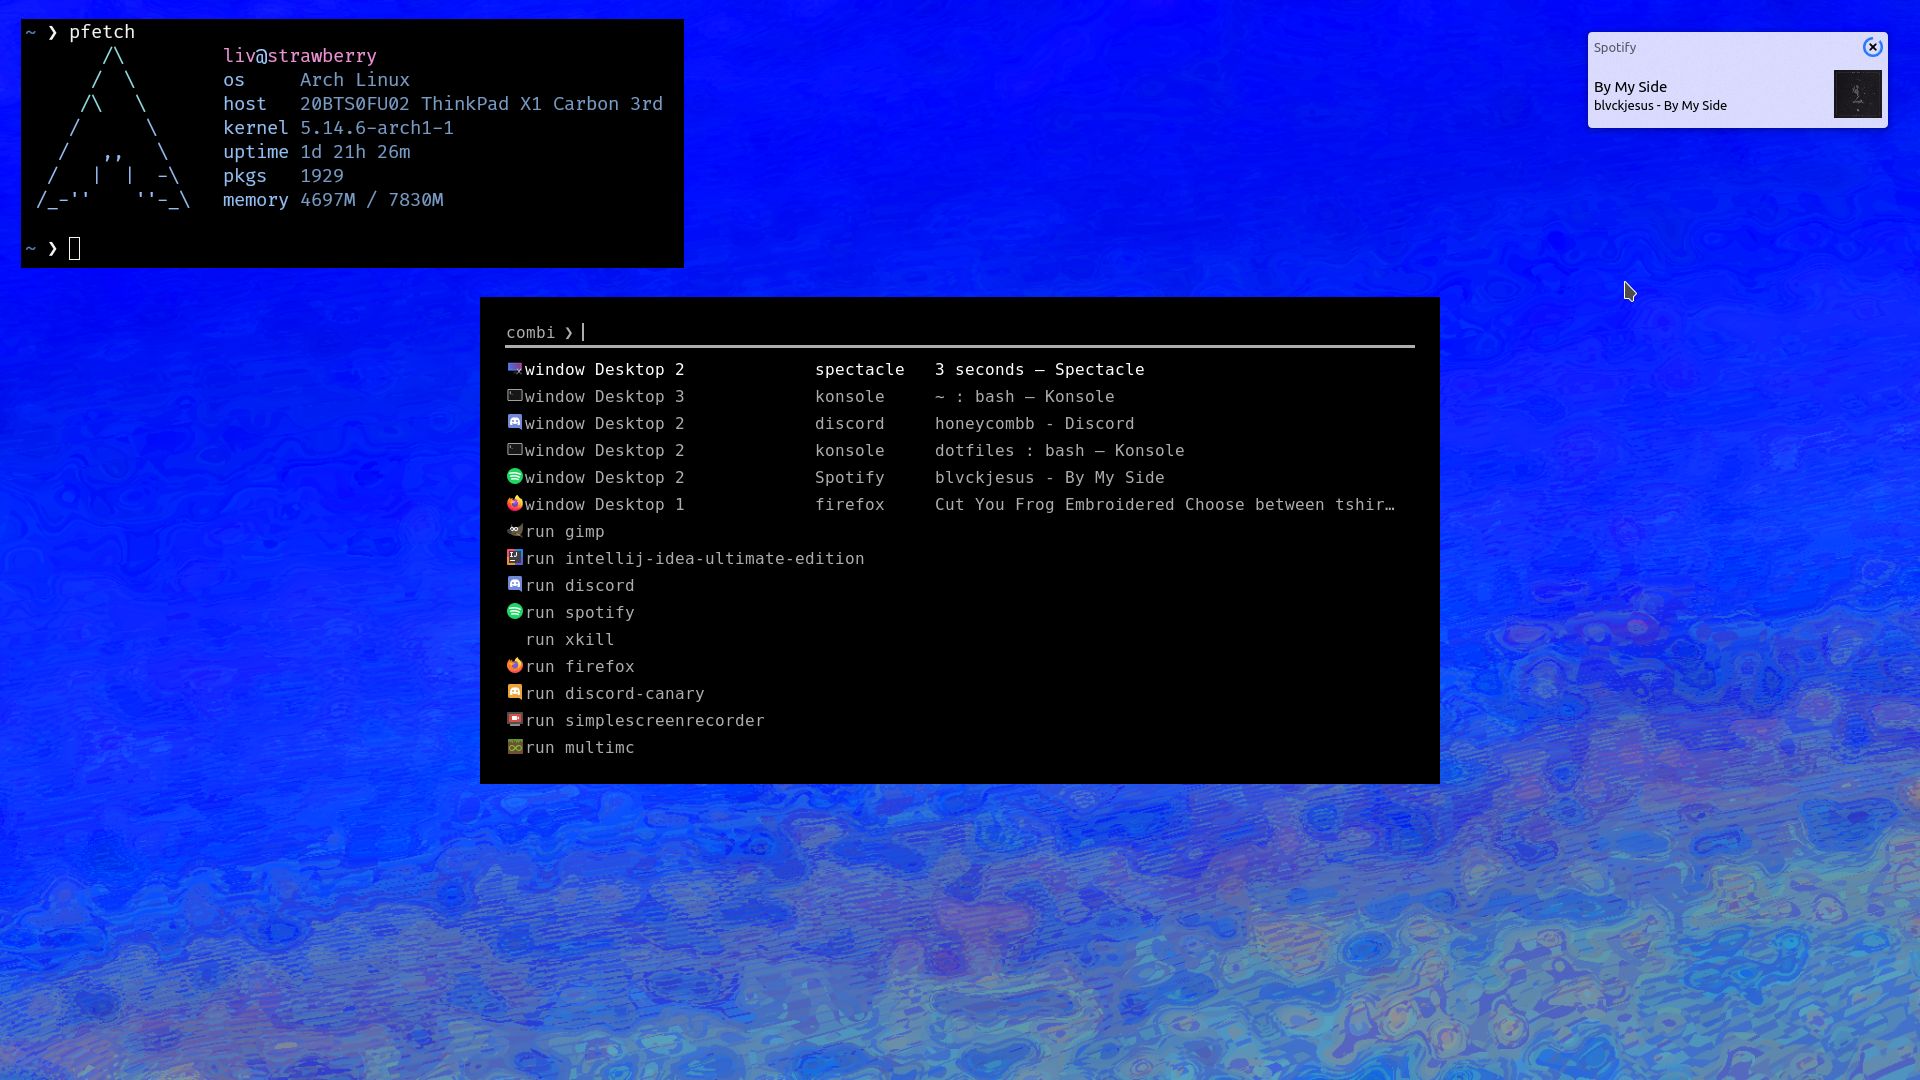 ~ ❯ pfetch
       /\         liv@strawberry
      /  \        os     Arch Linux
     /\   \       host   20BTS0FU02 ThinkPad X1 Carbon 3rd
    /      \      kernel 5.14.6-arch1-1
   /   ,,   \     uptime 1d 21h 26m
  /   |  |  -\    pkgs   1929
 /_-''    ''-_\   memory 4697M / 7830M
~ ❯
Spotify
By My Side
blvckjesus - By My Side
combi ❯
window Desktop 2 spectacle 3 seconds — Spectacle
window Desktop 3 konsole ~ : bash — Konsole
window Desktop 2 discord honeycombb - Discord
window Desktop 2 konsole dotfiles : bash — Konsole
window Desktop 2 Spotify blvckjesus - By My Side
window Desktop 1 firefox Cut You Frog Embroidered Choose between tshir…
run gimp
run intellij-idea-ultimate-edition
run discord
run spotify
run xkill
run firefox
run discord-canary
run simplescreenrecorder
run multimc